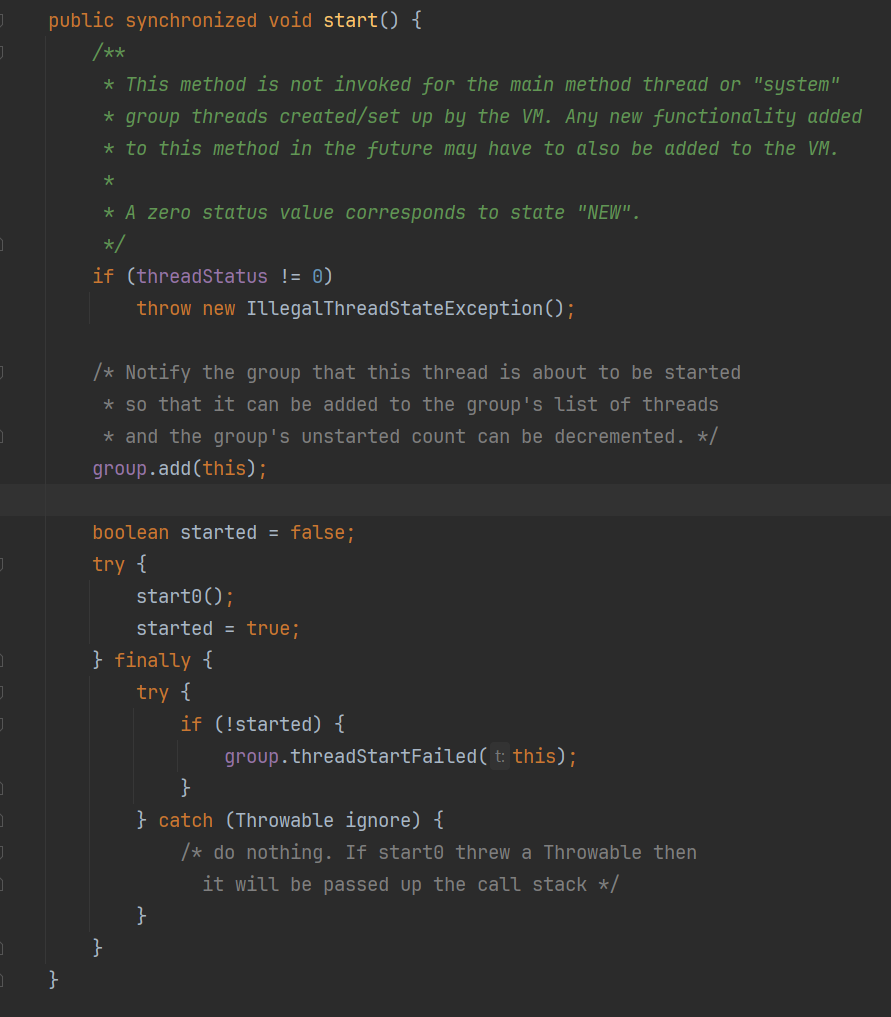 public synchronized void start() {
/**
* This method is not invoked for the main method thread or "system"
* group threads created/set up by the VM. Any new functionality added
* to this method in the future may have to also be added to the VM.
*
* A zero status value corresponds to state "NEW".
*/
if (threadStatus != 0)
throw new IllegalThreadStateException();
/* Notify the group that this thread is about to be started
* so that it can be added to the group's list of threads
* and the group's unstarted count can be decremented. */
group.add(this);
boolean started = false;
try {
start0();
started = true;
} finally {
try {
if (!started) {
group.threadStartFailed( t: this);
}
} catch (Throwable ignore) {
/* do nothing. If start0 threw a Throwable then
it will be passed up the call stack */
}
}
}